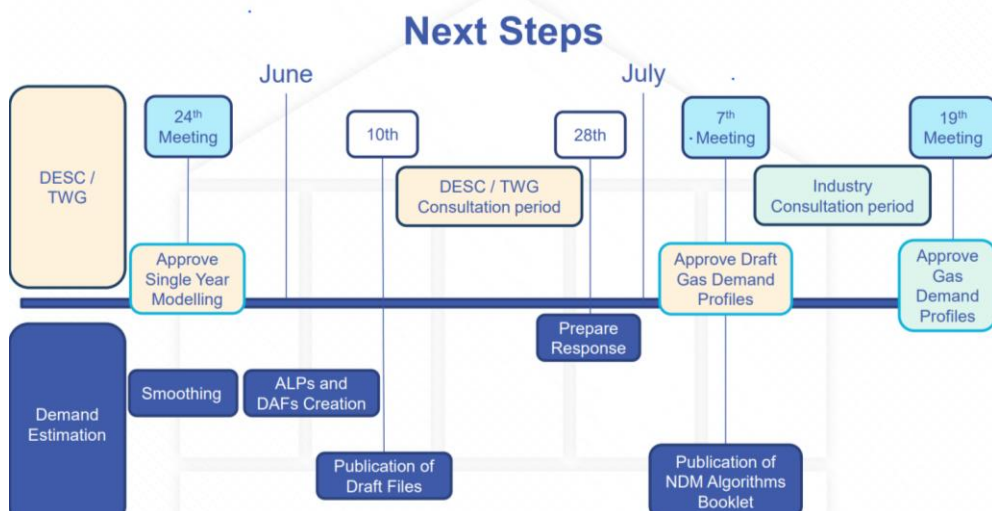 Next Steps
June
July
24th
Meeting
10th
28th
7th
Meeting
19th
Meeting
DESC /
TWG
DESC / TWG
Consultation period
Industry
Consultation period
Approve
Single Year
Modelling
Approve Draft
Gas Demand
Profiles
Approve
Gas
Demand
Profiles
Prepare
Response
Demand
Estimation
Smoothing
ALPs and
DAFs Creation
Publication of
Draft Files
Publication of
NDM Algorithms
Booklet